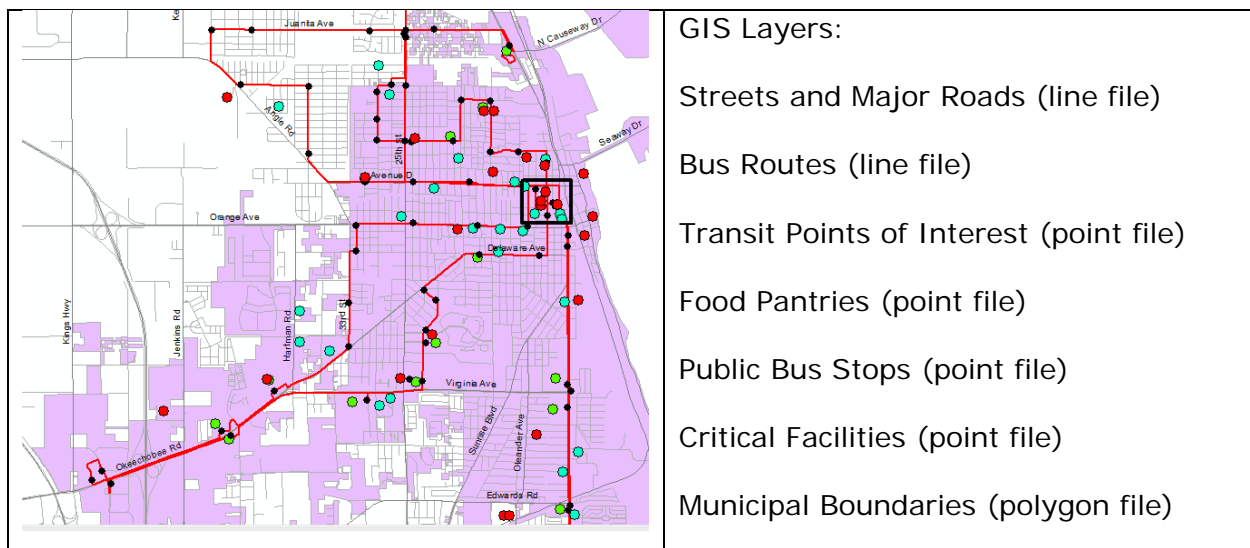 Ke
Juanita Ave
N Causeway Dr
Angle Rd
25th St
Seaway Dr
Avenue D
Orange Ave
Delaware Ave
Kings Hwy
Jenkins Rd
Hartman Rd
33rd St
Virginia Ave
Sunrise Blvd
Oleander Ave
Okeechobee Rd
Edwards Rd
GIS Layers:
Streets and Major Roads (line file)
Bus Routes (line file)
Transit Points of Interest (point file)
Food Pantries (point file)
Public Bus Stops (point file)
Critical Facilities (point file)
Municipal Boundaries (polygon file)